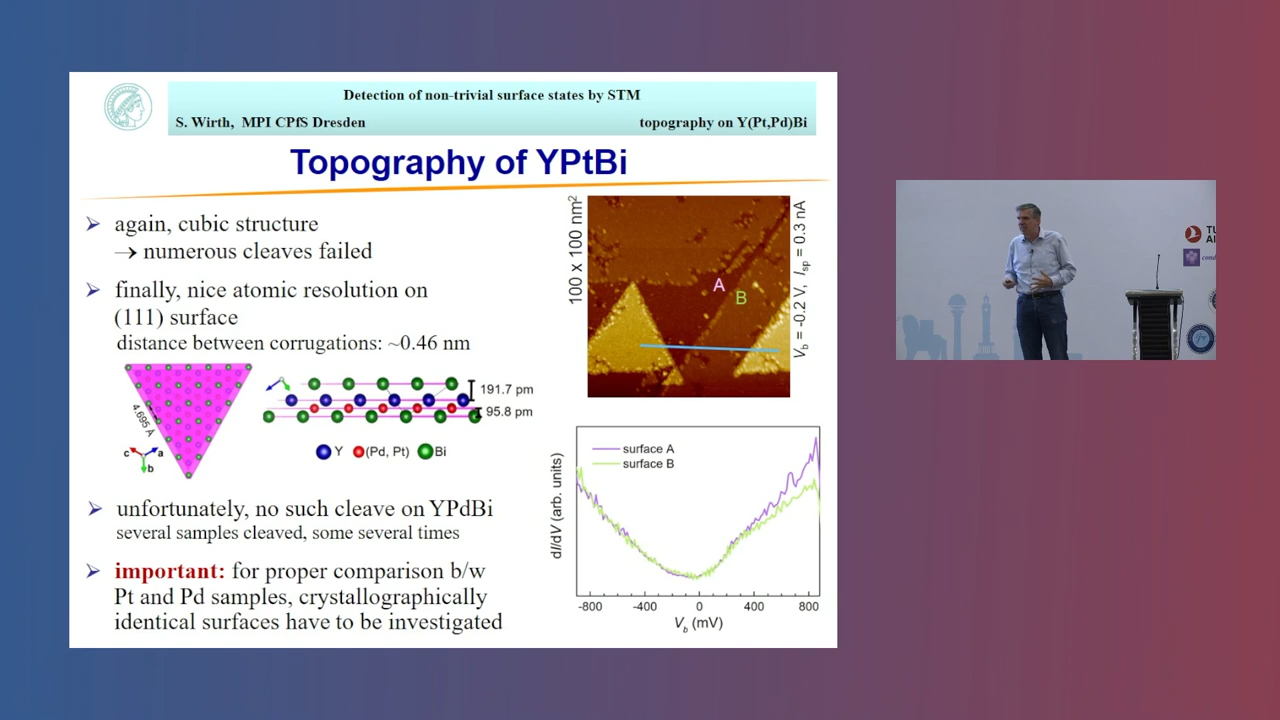 Detection of non-trivial surface states by STM
S. Wirth, MPI CPfS Dresden
topography on Y(Pt,Pd)Bi
Topography of YPtBi
➢ again, cubic structure
→ numerous cleaves failed
➢ finally, nice atomic resolution on
(111) surface
distance between corrugations: ~0.46 nm
4.695 Å
c
a
b
191.7 pm
95.8 pm
Y
(Pd, Pt)
Bi
➢ unfortunately, no such cleave on YPdBi
several samples cleaved, some several times
➢ important: for proper comparison b/w
Pt and Pd samples, crystallographically
identical surfaces have to be investigated
100 x 100 nm²
A
B
V_b = -0.2 V, I_sp = 0.3 nA
surface A
surface B
dI/dV (arb. units)
-800 -400 0 400 800
V_b (mV)